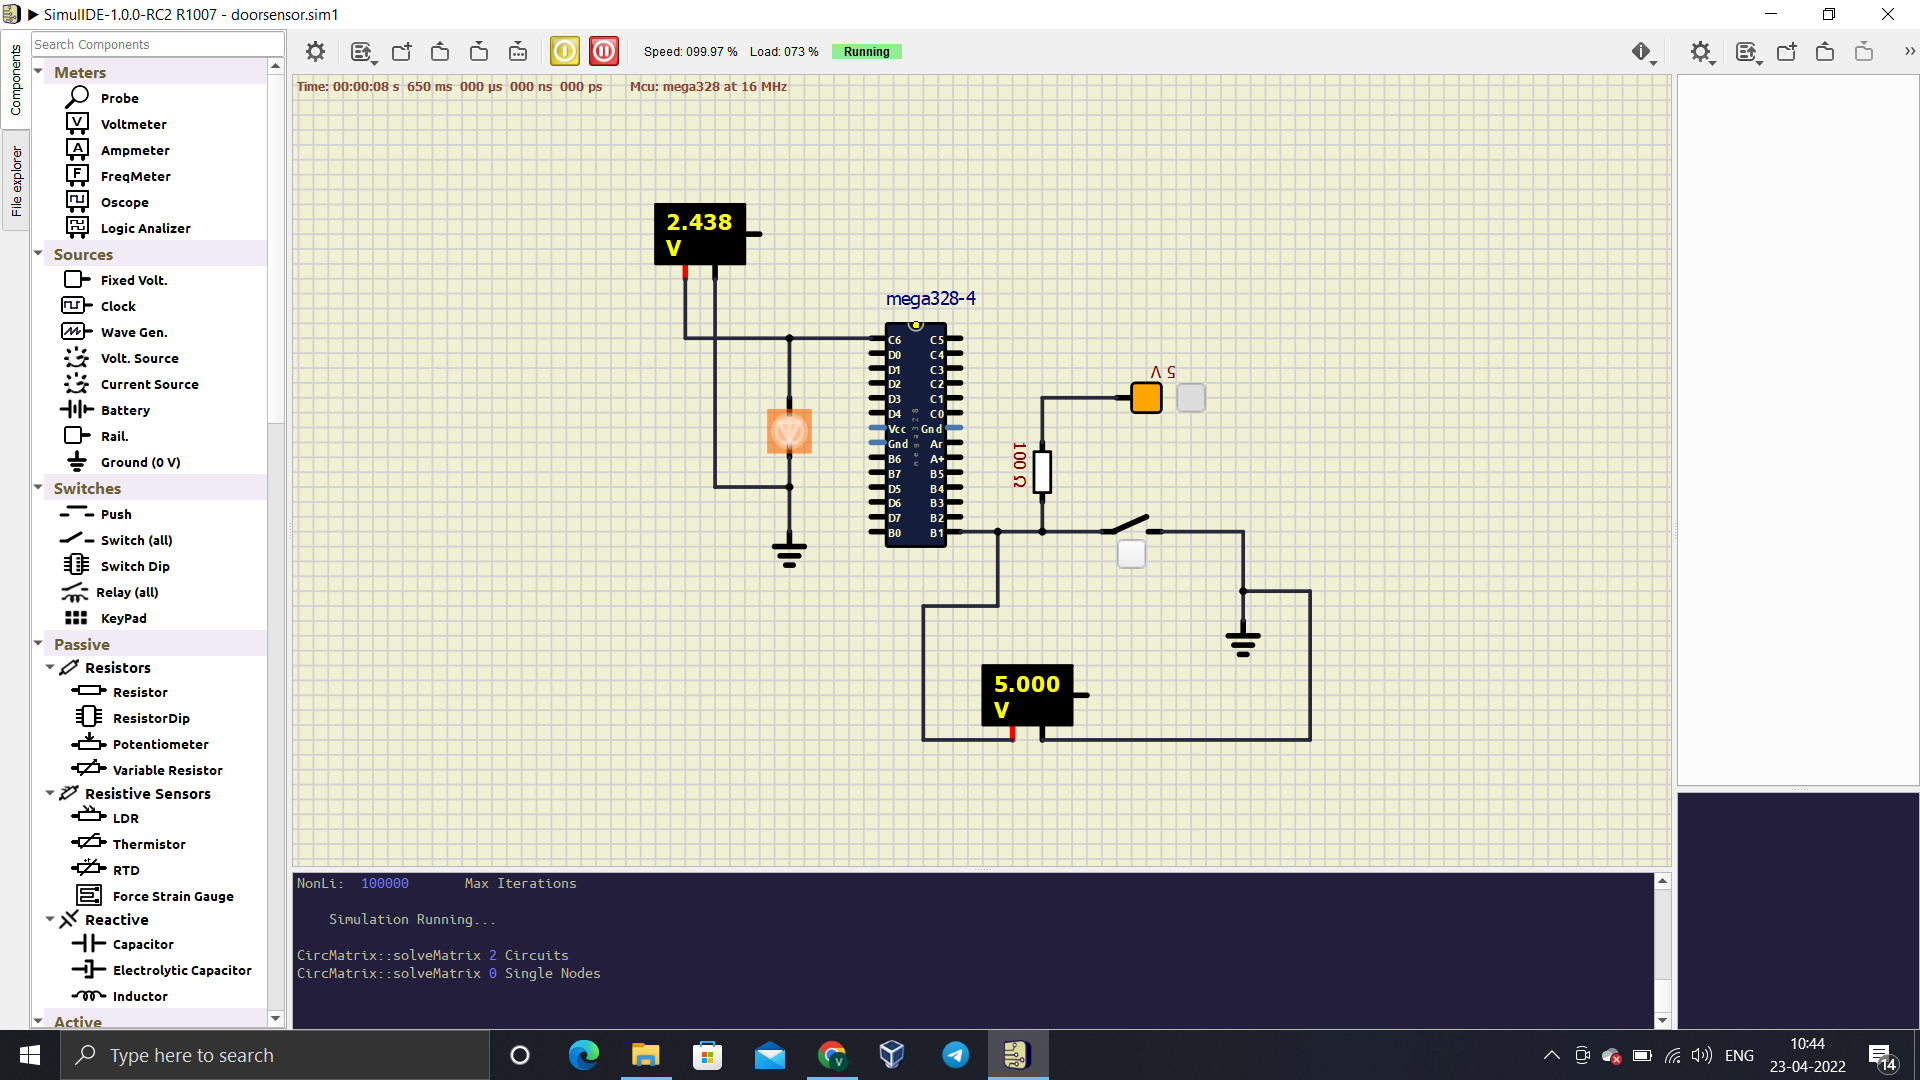 SimulIDE-1.0.0-RC2 R1007 - doorsensor.sim1
Components
File explorer
Search Components
Meters
Probe
Voltmeter
Ampmeter
FreqMeter
Oscope
Logic Analizer
Sources
Fixed Volt.
Clock
Wave Gen.
Volt. Source
Current Source
Battery
Rail.
Ground (0 V)
Switches
Push
Switch (all)
Switch Dip
Relay (all)
KeyPad
Passive
Resistors
Resistor
ResistorDip
Potentiometer
Variable Resistor
Resistive Sensors
LDR
Thermistor
RTD
Force Strain Gauge
Reactive
Capacitor
Electrolytic Capacitor
Inductor
Active
Speed: 099.97 % Load: 073 % Running
Time: 00:00:08 s 650 ms 000 µs 000 ns 000 ps Mcu: mega328 at 16 MHz
2.438
V
mega328-4
C6 C5
D0 C4
D1 C3
D2 C2
D3 C1
D4 C0
Vcc Gnd
Gnd Ar
B6 A+
B7 B5
D5 B4
D6 B3
D7 B2
B0 B1
mega328
5 V
100 Ω
5.000
V
NonLi: 100000 Max Iterations
Simulation Running...
CircMatrix::solveMatrix 2 Circuits
CircMatrix::solveMatrix 0 Single Nodes
Type here to search
ENG
10:44
23-04-2022
14